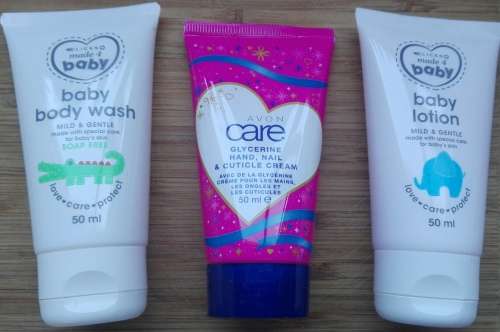 CLICKS
made 4
baby
baby
body wash
MILD & GENTLE
made with special care
for baby's skin
SOAP FREE
love • care • protect
50 ml
AVON
care
GLYCERINE
HAND, NAIL
& CUTICLE CREAM
AVEC DE LA GLYCÉRINE
CRÈME POUR LES MAINS,
LES ONGLES ET
LES CUTICULES
50 ml e
CLICKS
made 4
baby
baby
lotion
MILD & GENTLE
made with special care
for baby's skin
love • care • protect
50 ml